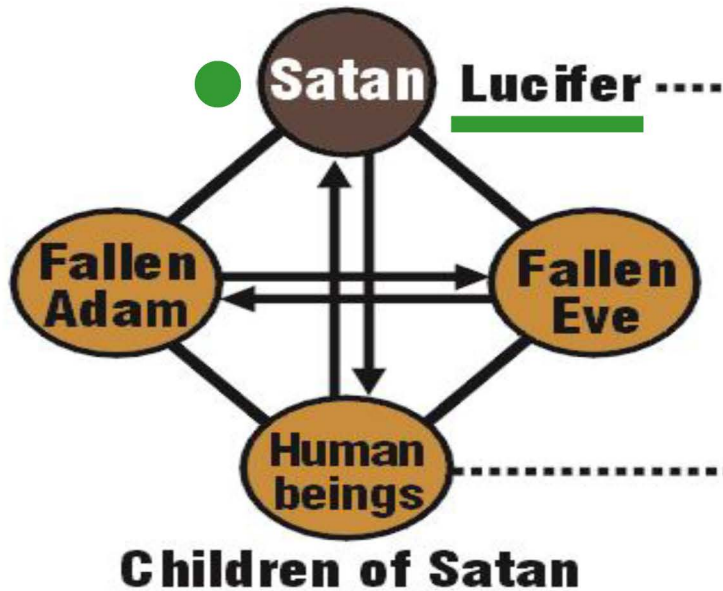 Satan
Lucifer
Fallen
Adam
Fallen
Eve
Human
beings
Children of Satan